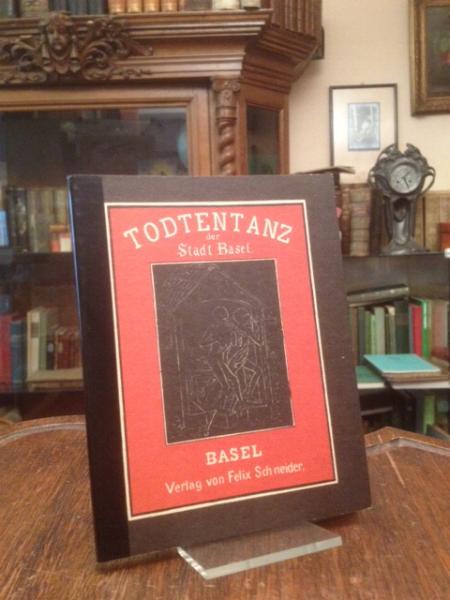 TODTENTANZ
der
Stadt Basel.
BASEL
Verlag von Felix Schneider.